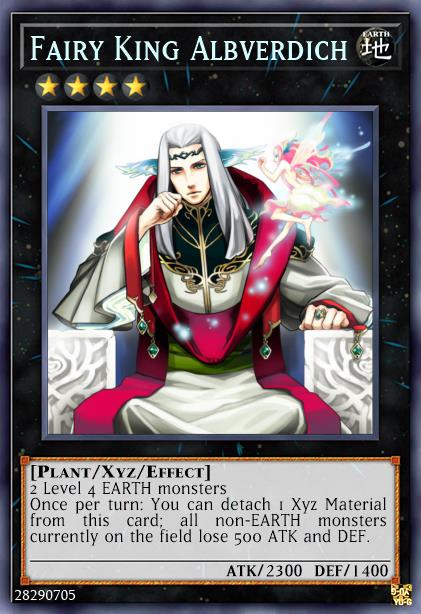 Fairy King Albverdich
EARTH
地
[Plant/Xyz/Effect]
2 Level 4 EARTH monsters
Once per turn: You can detach 1 Xyz Material
from this card; all non-EARTH monsters
currently on the field lose 500 ATK and DEF.
ATK/2300 DEF/1400
28290705